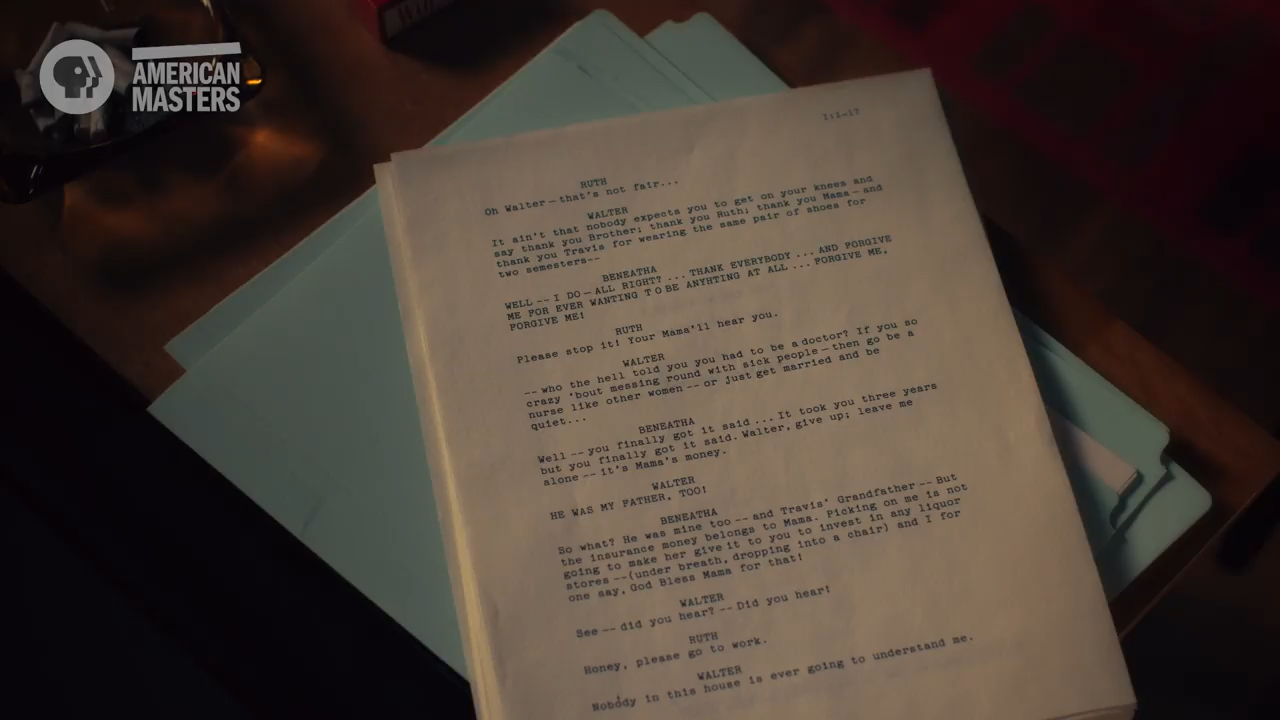 AMERICAN
MASTERS
1:1-17
RUTH
Oh Walter — that's not fair...
WALTER
It ain't that nobody expects you to get on your knees and
say thank you Brother; thank you Ruth; thank you Mama — and
thank you Travis for wearing the same pair of shoes for
two semesters--
BENEATHA
WELL -- I DO — ALL RIGHT? ... THANK EVERYBODY ... AND FORGIVE
ME FOR EVER WANTING TO BE ANYHTING AT ALL ... FORGIVE ME,
FORGIVE ME!
RUTH
Please stop it! Your Mama'll hear you.
WALTER
-- who the hell told you you had to be a doctor? If you so
crazy 'bout messing round with sick people — then go be a
nurse like other women -- or just get married and be
quiet...
BENEATHA
Well -- you finally got it said ... It took you three years
but you finally got it said. Walter, give up; leave me
alone -- it's Mama's money.
WALTER
HE WAS MY FATHER, TOO!
BENEATHA
So what? He was mine too -- and Travis' Grandfather -- But
the insurance money belongs to Mama. Picking on me is not
going to make her give it to you to invest in any liquor
stores --(under breath, dropping into a chair) and I for
one say, God Bless Mama for that!
WALTER
See -- did you hear? -- Did you hear!
RUTH
Honey, please go to work.
WALTER
Nobody in this house is ever going to understand me.